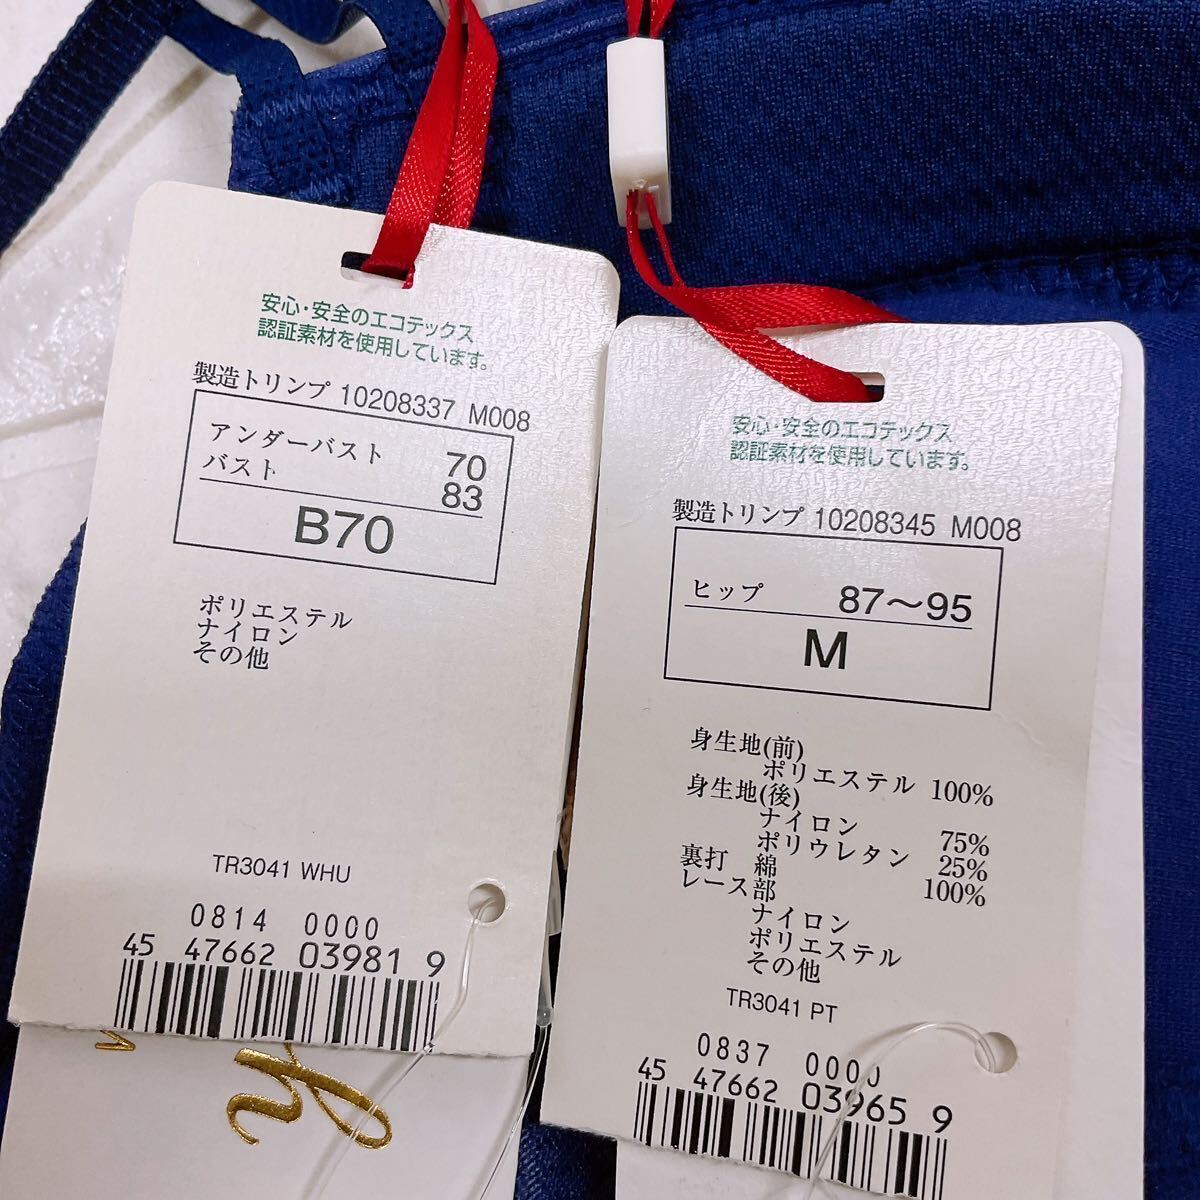 安心・安全のエコテックス
認証素材を使用しています。
製造トリンプ 10208337 M008
アンダーバスト 70
バスト 83
B70
ポリエステル
ナイロン
その他
TR3041 WHU
0814 0000
45 47662 03981 9
安心・安全のエコテックス
認証素材を使用しています。
製造トリンプ 10208345 M008
ヒップ 87～95
M
身生地(前)
ポリエステル 100%
身生地(後)
ナイロン 75%
ポリウレタン 25%
裏打 綿 100%
レース部
ナイロン
ポリエステル
その他
TR3041 PT
0837 0000
45 47662 03965 9